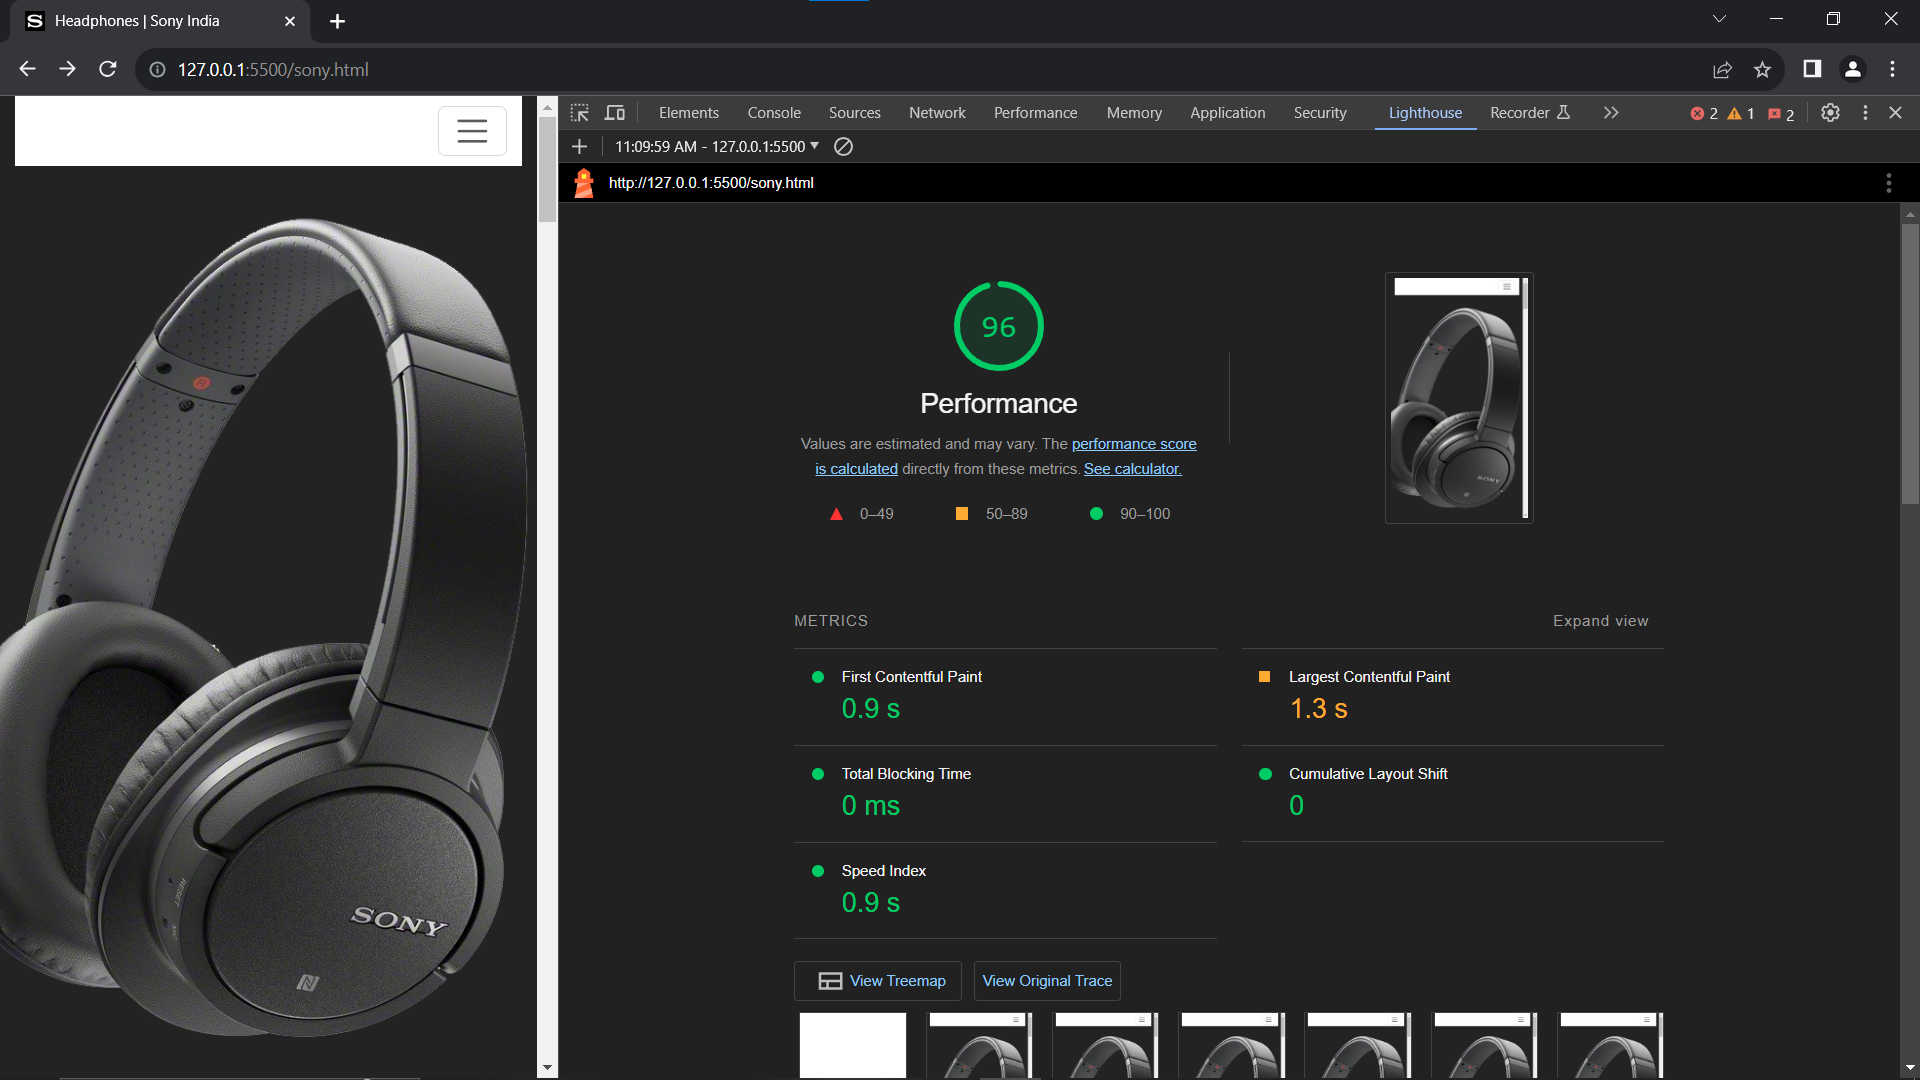 S Headphones | Sony India
127.0.0.1:5500/sony.html
Elements Console Sources Network Performance Memory Application Security Lighthouse Recorder 2 1 2
11:09:59 AM - 127.0.0.1:5500
http://127.0.0.1:5500/sony.html
96
Performance
Values are estimated and may vary. The performance score
is calculated directly from these metrics. See calculator.
0–49 50–89 90–100
METRICS Expand view
First Contentful Paint
0.9 s
Largest Contentful Paint
1.3 s
Total Blocking Time
0 ms
Cumulative Layout Shift
0
Speed Index
0.9 s
View Treemap View Original Trace
RESET
SONY
SONY